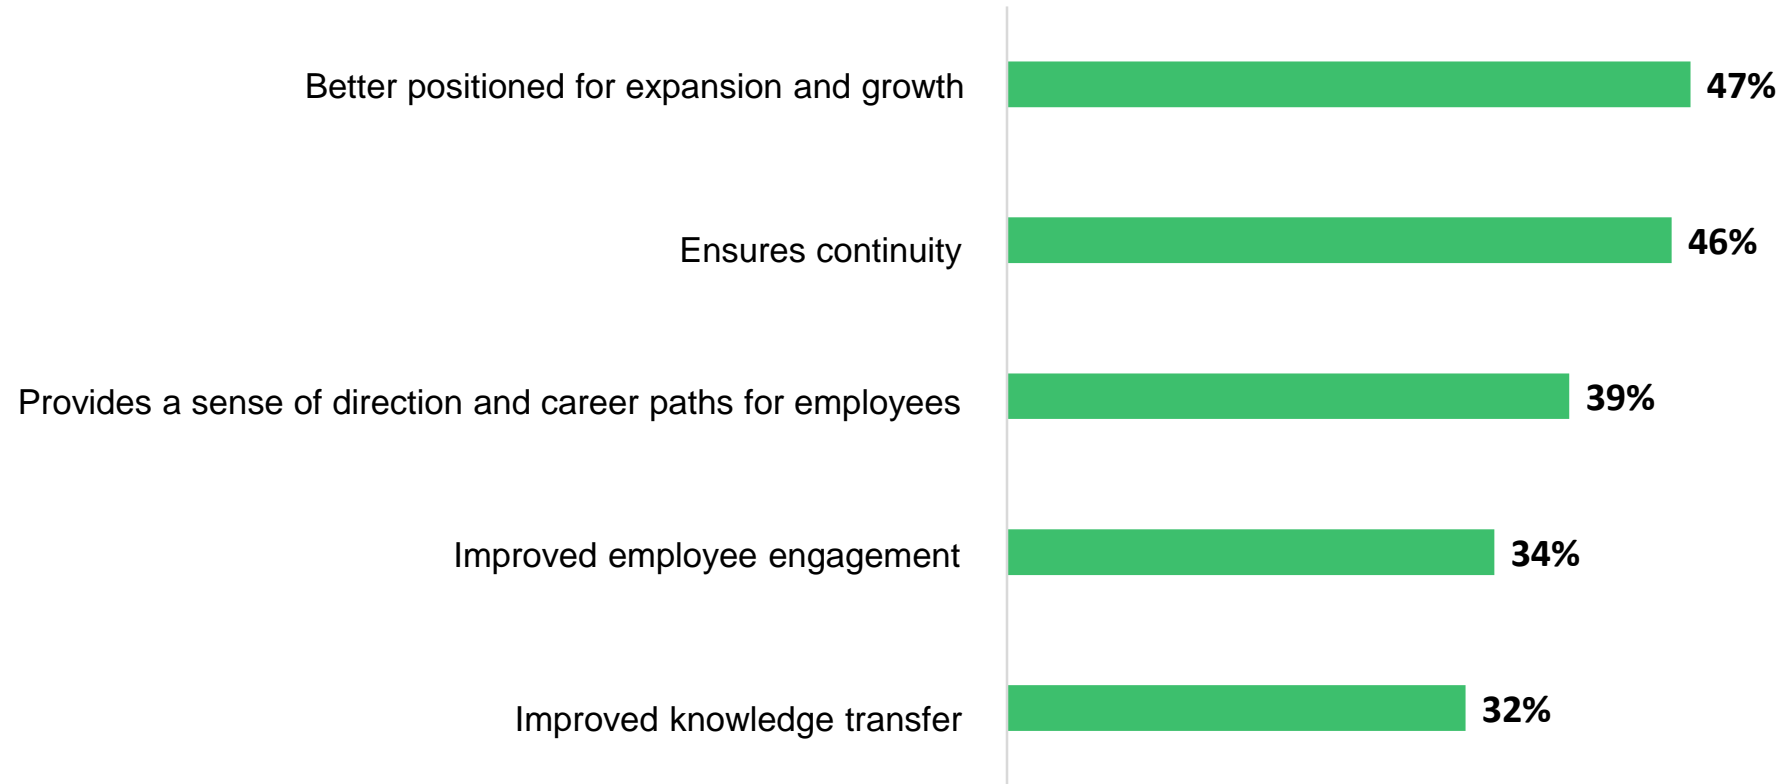 Better positioned for expansion and growth 47%
Ensures continuity 46%
Provides a sense of direction and career paths for employees 39%
Improved employee engagement 34%
Improved knowledge transfer 32%